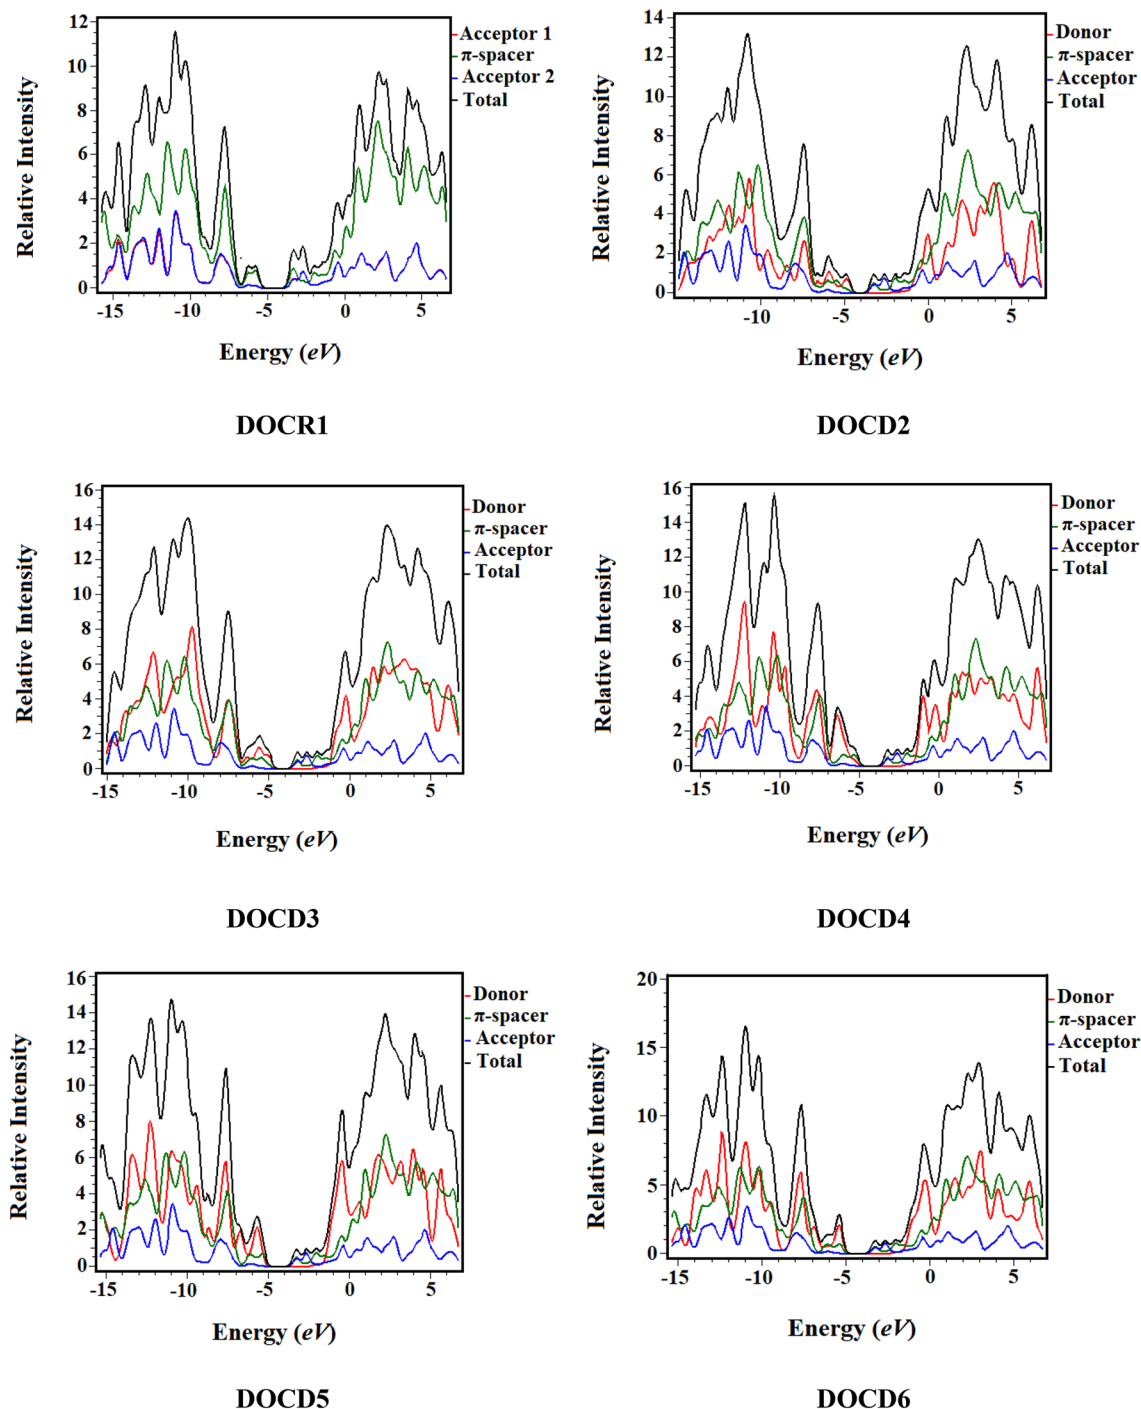 12
10
8
6
4
2
0
Relative Intensity
-15
-10
-5
0
5
Energy (eV)
Acceptor 1
π-spacer
Acceptor 2
Total
DOCR1
14
12
10
8
6
4
2
0
Relative Intensity
-10
-5
0
5
Energy (eV)
Donor
π-spacer
Acceptor
Total
DOCD2
16
14
12
10
8
6
4
2
0
Relative Intensity
-15
-10
-5
0
5
Energy (eV)
Donor
π-spacer
Acceptor
Total
DOCD3
16
14
12
10
8
6
4
2
0
Relative Intensity
-15
-10
-5
0
5
Energy (eV)
Donor
π-spacer
Acceptor
Total
DOCD4
16
14
12
10
8
6
4
2
0
Relative Intensity
-15
-10
-5
0
5
Energy (eV)
Donor
π-spacer
Acceptor
Total
DOCD5
20
15
10
5
0
Relative Intensity
-15
-10
-5
0
5
Energy (eV)
Donor
π-spacer
Acceptor
Total
DOCD6